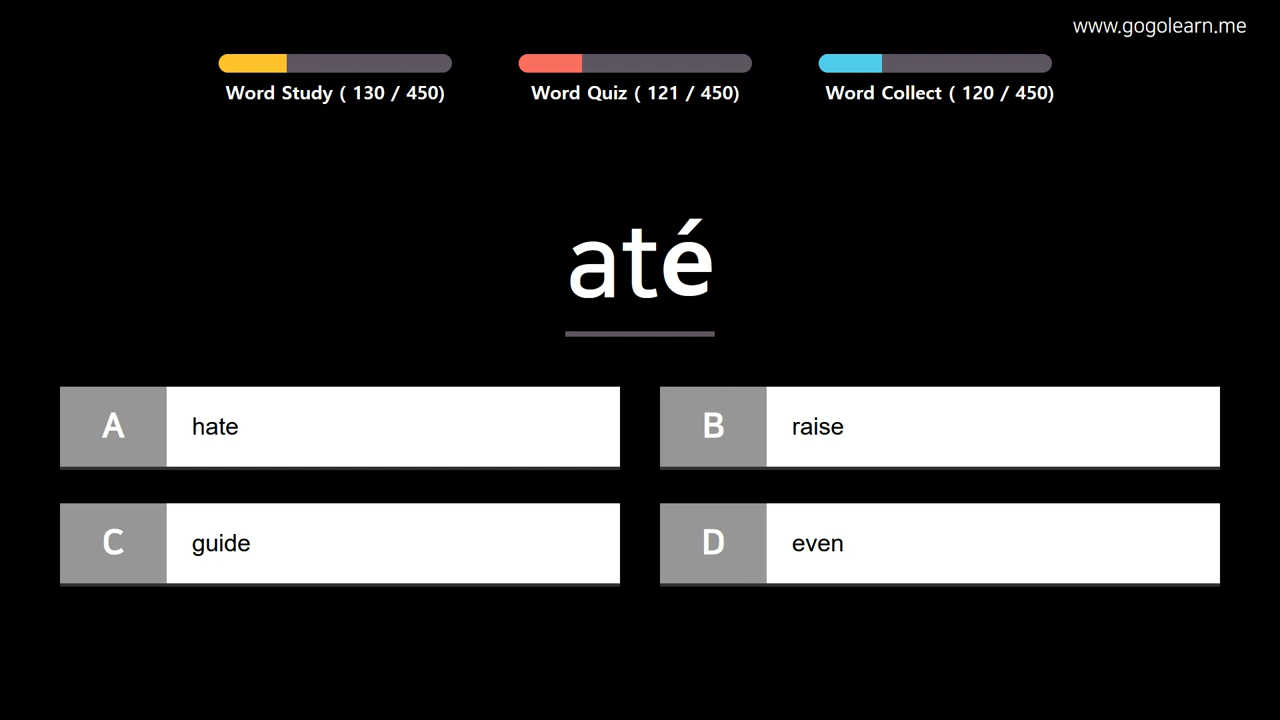 www.gogolearn.me
Word Study ( 130 / 450)
Word Quiz ( 121 / 450)
Word Collect ( 120 / 450)
até
A hate
B raise
C guide
D even